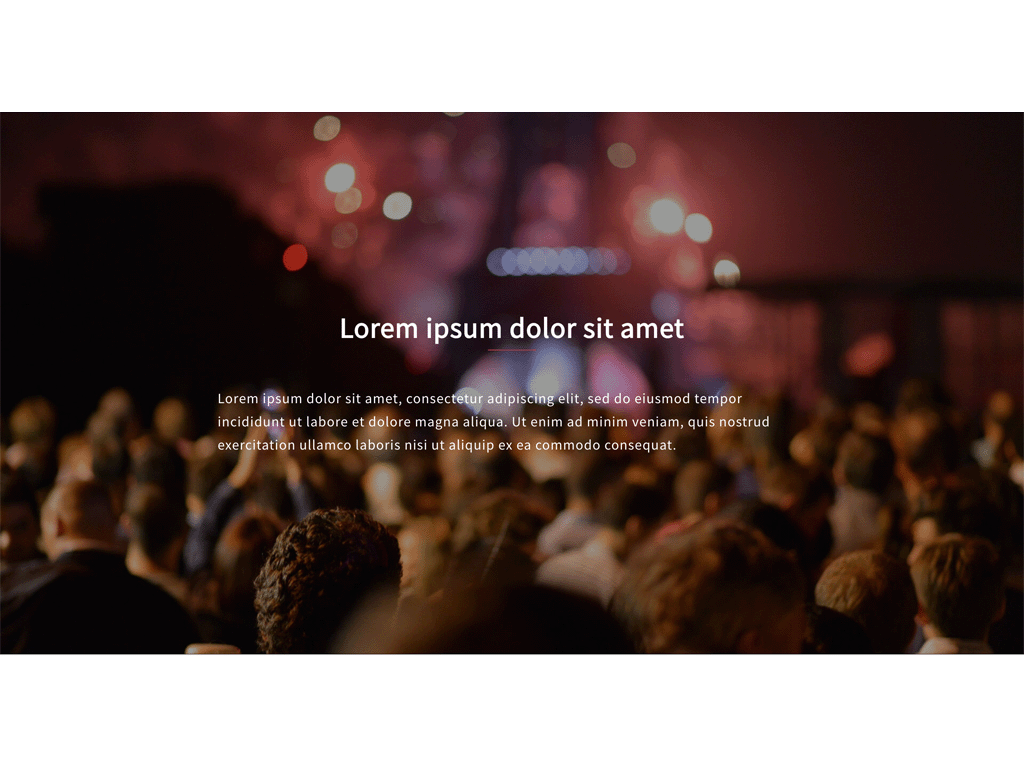 Lorem ipsum dolor sit amet
Lorem ipsum dolor sit amet, consectetur adipiscing elit, sed do eiusmod tempor
incididunt ut labore et dolore magna aliqua. Ut enim ad minim veniam, quis nostrud
exercitation ullamco laboris nisi ut aliquip ex ea commodo consequat.